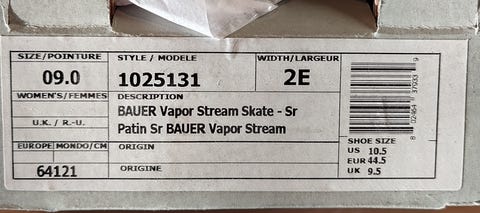 SIZE/POINTURE STYLE / MODELE WIDTH/LARGEUR
09.0 1025131 2E
WOMEN'S/FEMMES DESCRIPTION
BAUER Vapor Stream Skate - Sr
U.K. / R.-U. Patin Sr BAUER Vapor Stream
EUROPE MONDO/CM ORIGIN
64121 ORIGINE
SHOE SIZE
US 10.5
EUR 44.5
UK 9.5